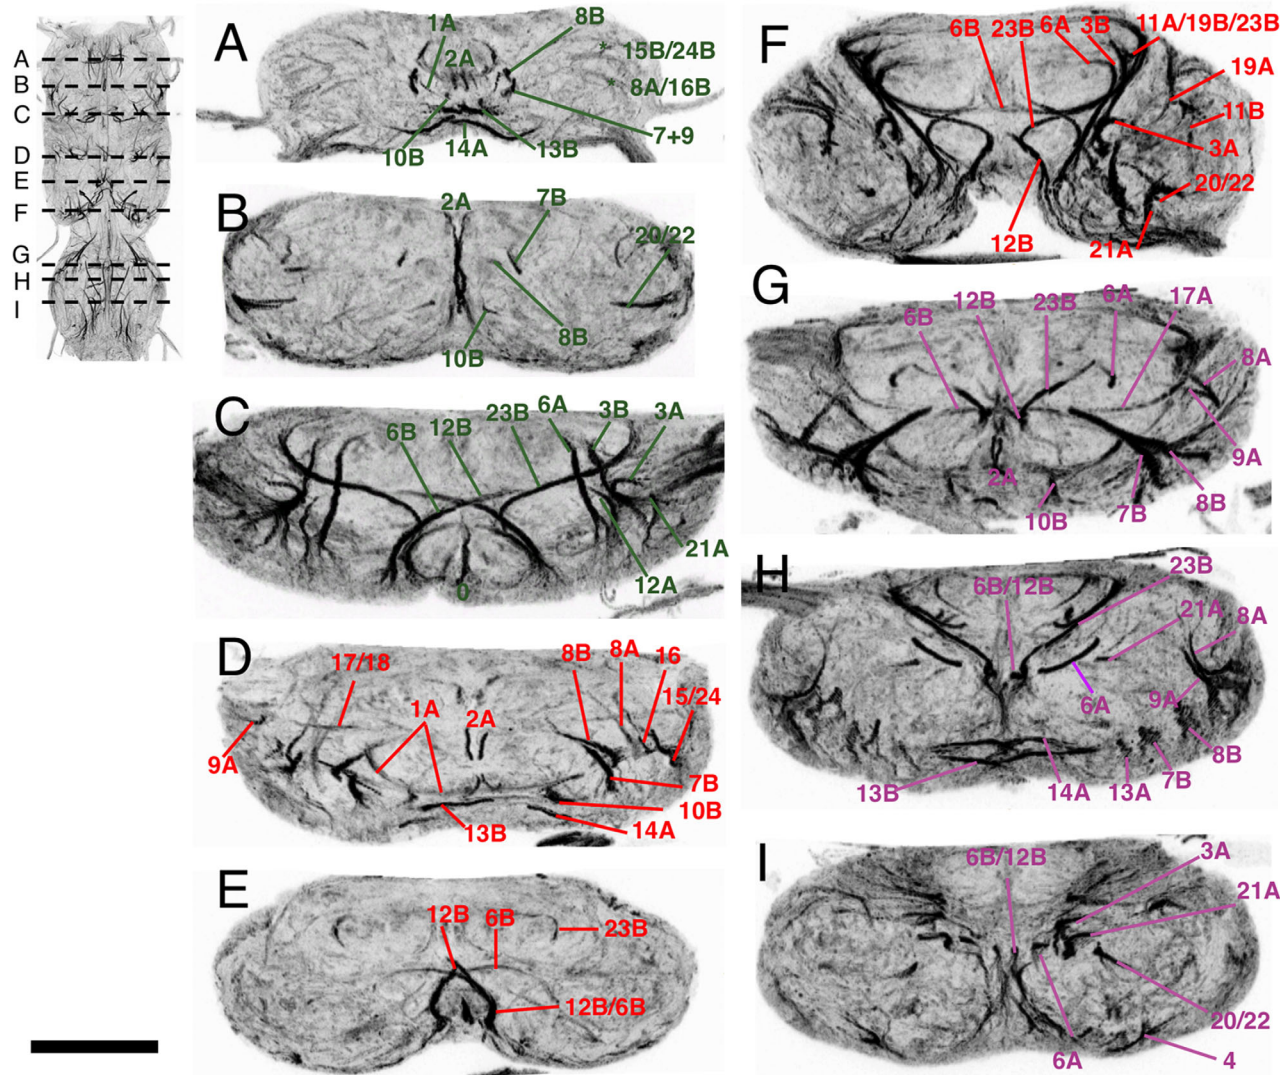 A
B
C
D
E
F
G
H
I
A
1A
8B
2A
15B/24B
8A/16B
7+9
10B
14A
13B
B
2A
7B
20/22
8B
10B
C
6B
12B
23B
6A
3B
3A
21A
12A
0
D
17/18
1A
2A
8B
8A
16
15/24
9A
7B
10B
13B
14A
E
12B
6B
23B
12B/6B
F
6B
23B
6A
3B
11A/19B/23B
19A
11B
3A
20/22
12B
21A
G
6B
12B
23B
6A
17A
8A
9A
2A
10B
7B
8B
H
6B/12B
23B
21A
8A
6A
9A
8B
13B
14A
13A
7B
I
6B/12B
3A
21A
20/22
6A
4